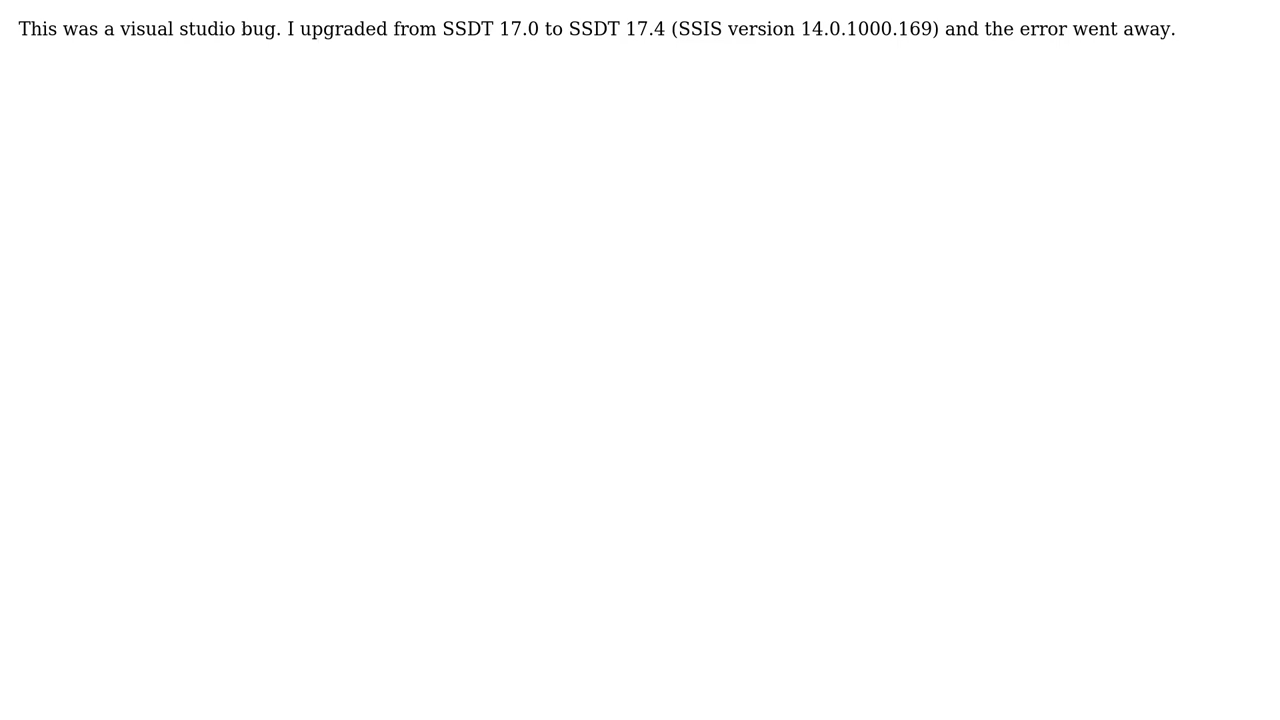 This was a visual studio bug. I upgraded from SSDT 17.0 to SSDT 17.4 (SSIS version 14.0.1000.169) and the error went away.